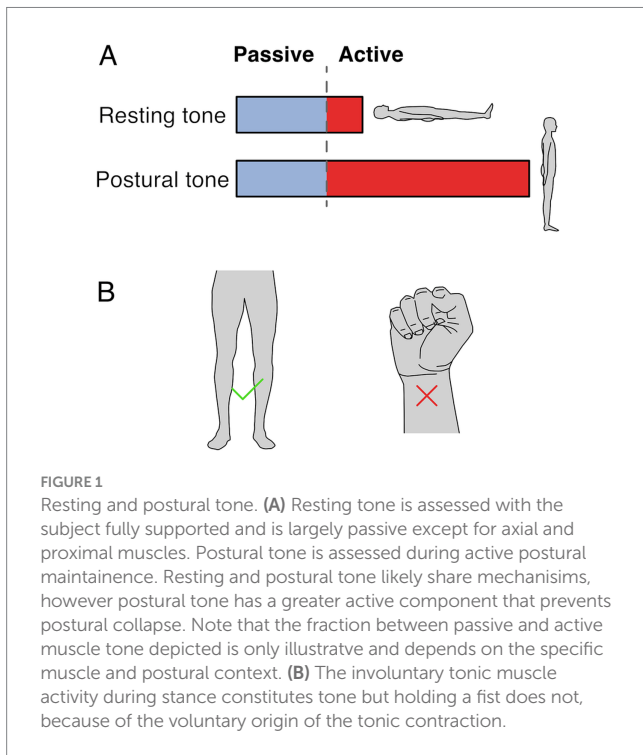 A
Passive Active
Resting tone
Postural tone
B
FIGURE 1
Resting and postural tone. (A) Resting tone is assessed with the
subject fully supported and is largely passive except for axial and
proximal muscles. Postural tone is assessed during active postural
maintainence. Resting and postural tone likely share mechanisims,
however postural tone has a greater active component that prevents
postural collapse. Note that the fraction between passive and active
muscle tone depicted is only illustratve and depends on the specific
muscle and postural context. (B) The involuntary tonic muscle
activity during stance constitutes tone but holding a fist does not,
because of the voluntary origin of the tonic contraction.